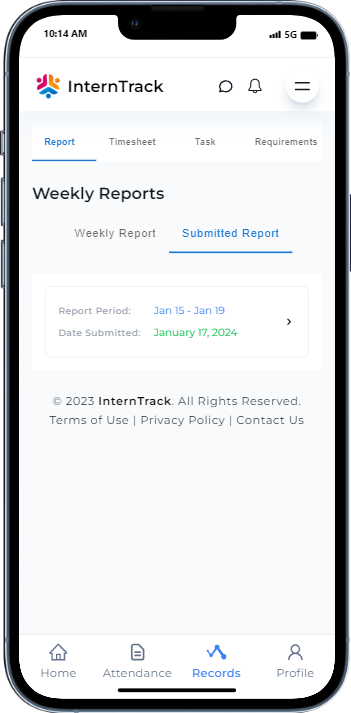 10:14 AM 5G
InternTrack
Report Timesheet Task Requirements
Weekly Reports
Weekly Report Submitted Report
Report Period: Jan 15 - Jan 19
Date Submitted: January 17, 2024
© 2023 InternTrack. All Rights Reserved.
Terms of Use | Privacy Policy | Contact Us
Home Attendance Records Profile